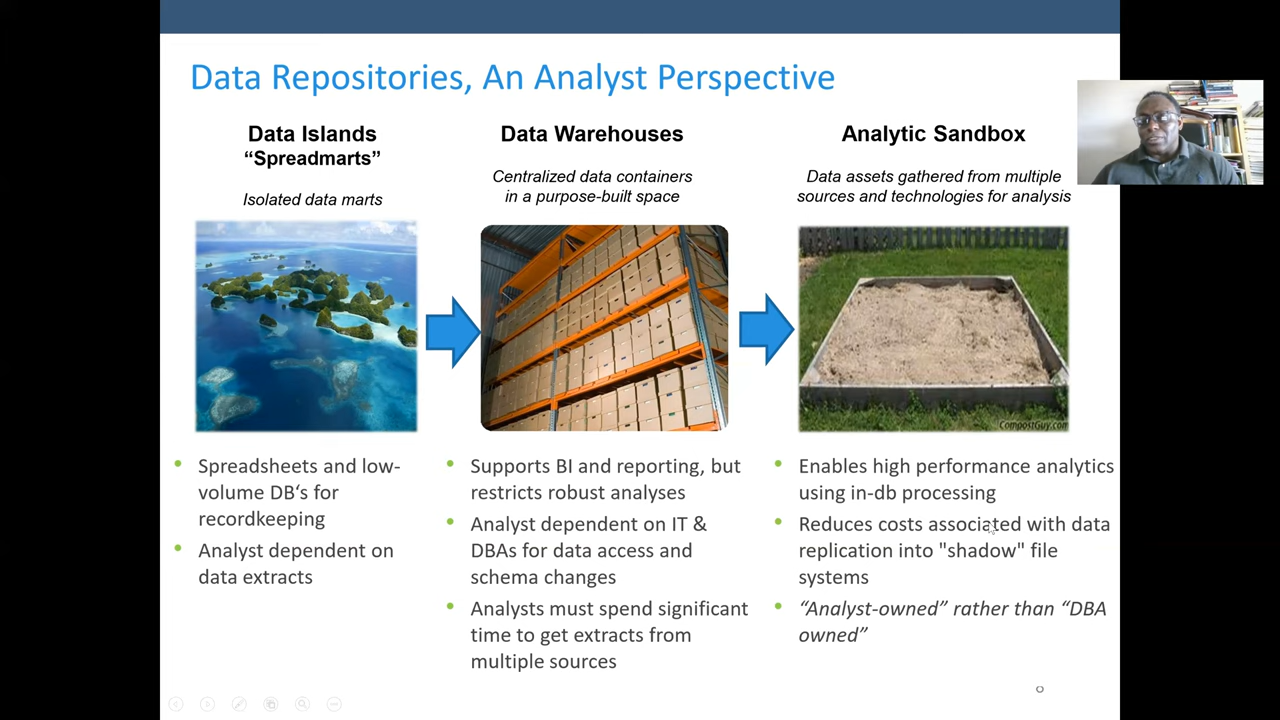 Data Repositories, An Analyst Perspective
Data Islands
“Spreadmarts”
Isolated data marts
Data Warehouses
Centralized data containers
in a purpose-built space
Analytic Sandbox
Data assets gathered from multiple
sources and technologies for analysis
CompostGuy.com
Spreadsheets and low-
volume DB‘s for
recordkeeping
Analyst dependent on
data extracts
Supports BI and reporting, but
restricts robust analyses
Analyst dependent on IT &
DBAs for data access and
schema changes
Analysts must spend significant
time to get extracts from
multiple sources
Enables high performance analytics
using in-db processing
Reduces costs associated with data
replication into "shadow" file
systems
“Analyst-owned” rather than “DBA
owned”